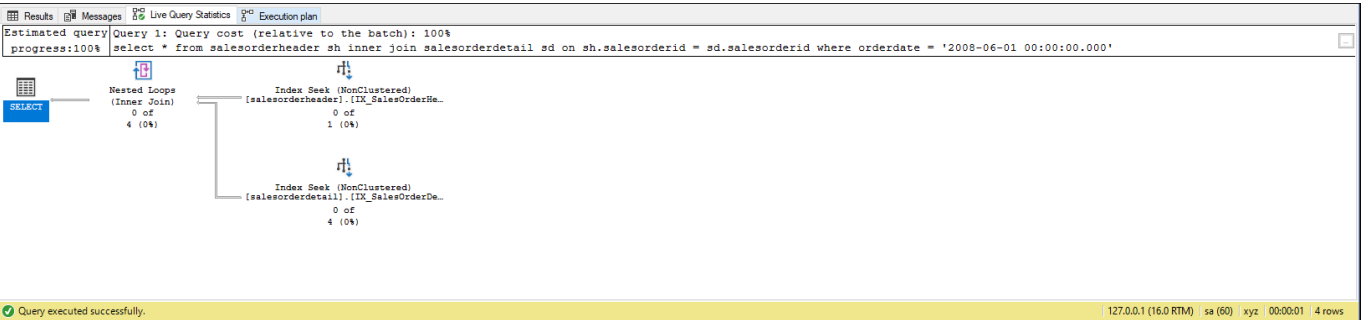 Results Messages Live Query Statistics Execution plan
Estimated query Query 1: Query cost (relative to the batch): 100%
progress:100% select * from salesorderheader sh inner join salesorderdetail sd on sh.salesorderid = sd.salesorderid where orderdate = '2008-06-01 00:00:00.000'
...
SELECT
Nested Loops
(Inner Join)
0 of
4 (0%)
Index Seek (NonClustered)
[salesorderheader].[IX_SalesOrderHe…
0 of
1 (0%)
Index Seek (NonClustered)
[salesorderdetail].[IX_SalesOrderDe…
0 of
4 (0%)
Query executed successfully. 127.0.0.1 (16.0 RTM) sa (60) xyz 00:00:01 4 rows